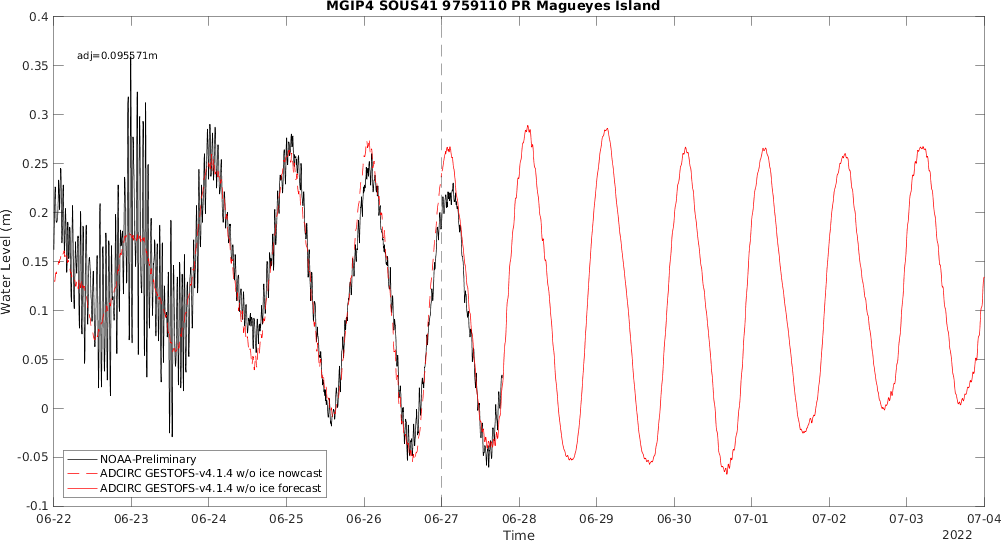 MGIP4 SOUS41 9759110 PR Magueyes Island
adj=0.095571m
Water Level (m)
0.4
0.35
0.3
0.25
0.2
0.15
0.1
0.05
0
-0.05
-0.1
NOAA-Preliminary
ADCIRC GESTOFS-v4.1.4 w/o ice nowcast
ADCIRC GESTOFS-v4.1.4 w/o ice forecast
06-22 06-23 06-24 06-25 06-26 06-27 06-28 06-29 06-30 07-01 07-02 07-03 07-04
Time
2022